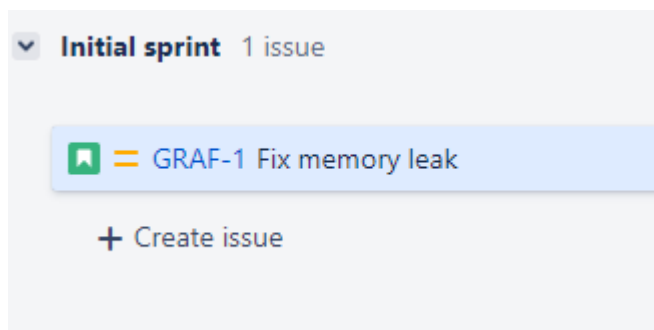 Initial sprint 1 issue
GRAF-1 Fix memory leak
+ Create issue